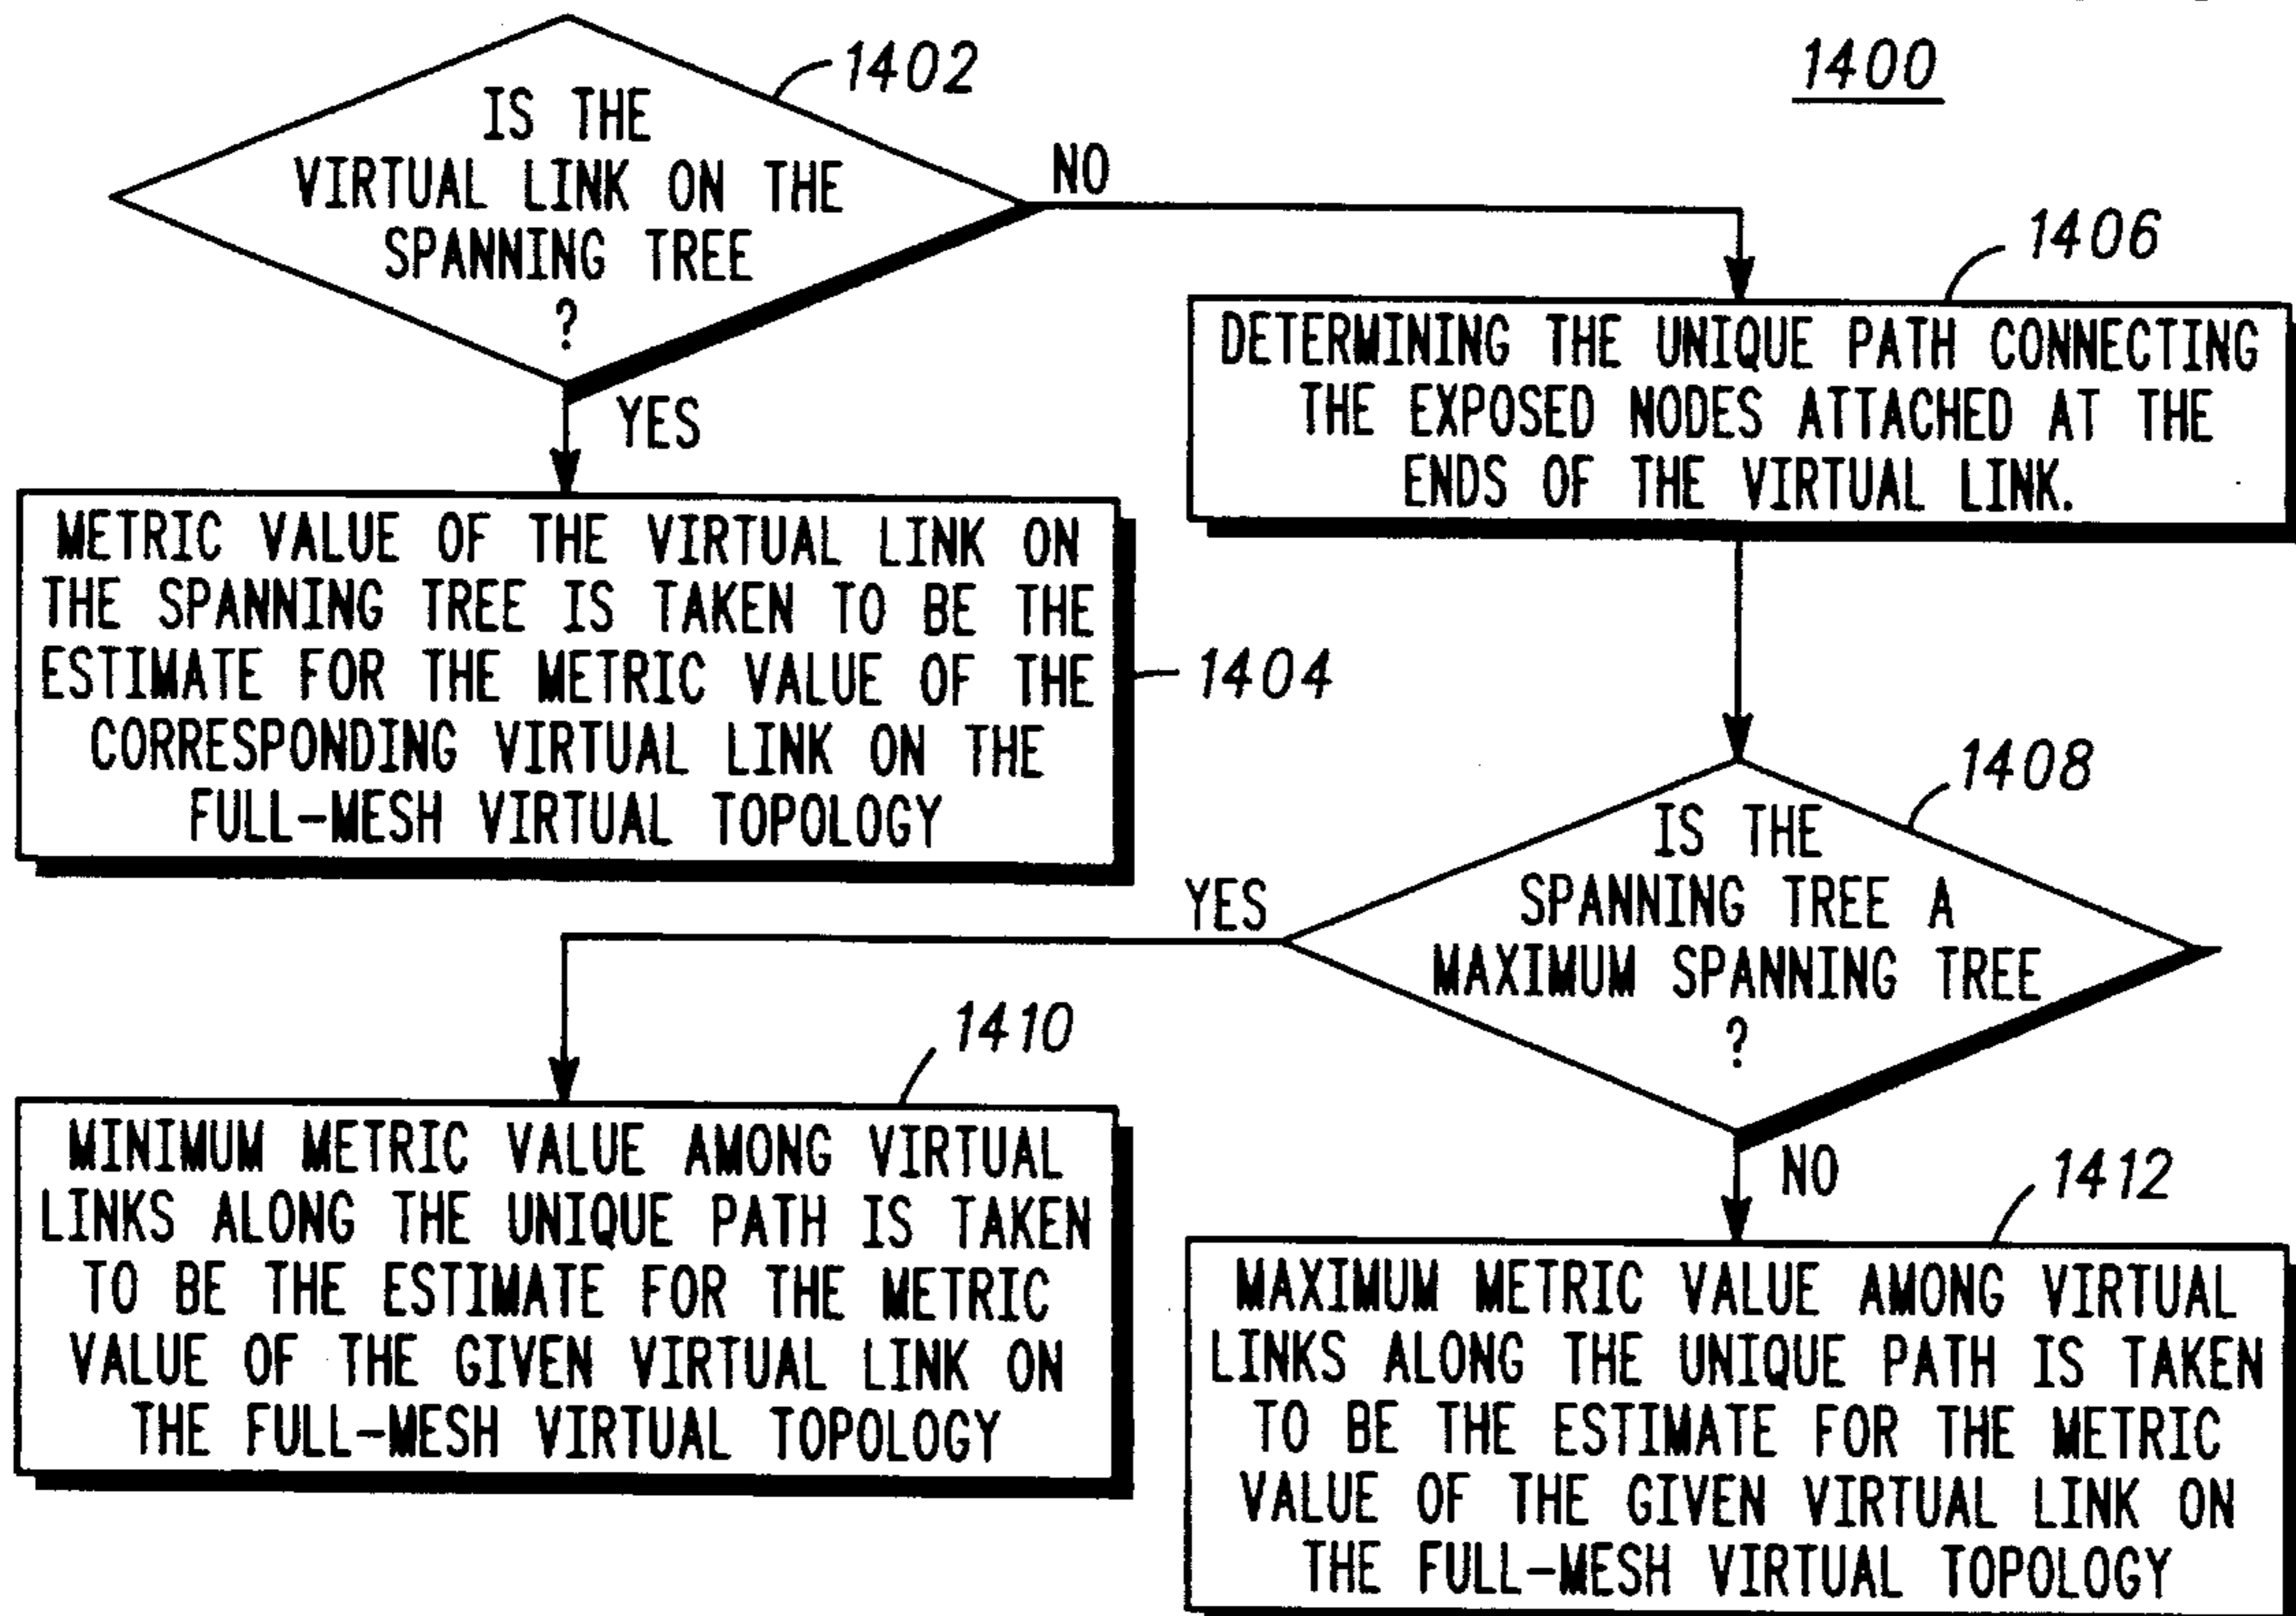 1400
1402
IS THE
VIRTUAL LINK ON THE
SPANNING TREE
?
NO
YES
1406
DETERMINING THE UNIQUE PATH CONNECTING
THE EXPOSED NODES ATTACHED AT THE
ENDS OF THE VIRTUAL LINK.
METRIC VALUE OF THE VIRTUAL LINK ON
THE SPANNING TREE IS TAKEN TO BE THE
ESTIMATE FOR THE METRIC VALUE OF THE
CORRESPONDING VIRTUAL LINK ON THE
FULL-MESH VIRTUAL TOPOLOGY
1404
1408
IS THE
SPANNING TREE A
MAXIMUM SPANNING TREE
?
YES
NO
1410
MINIMUM METRIC VALUE AMONG VIRTUAL
LINKS ALONG THE UNIQUE PATH IS TAKEN
TO BE THE ESTIMATE FOR THE METRIC
VALUE OF THE GIVEN VIRTUAL LINK ON
THE FULL-MESH VIRTUAL TOPOLOGY
1412
MAXIMUM METRIC VALUE AMONG VIRTUAL
LINKS ALONG THE UNIQUE PATH IS TAKEN
TO BE THE ESTIMATE FOR THE METRIC
VALUE OF THE GIVEN VIRTUAL LINK ON
THE FULL-MESH VIRTUAL TOPOLOGY